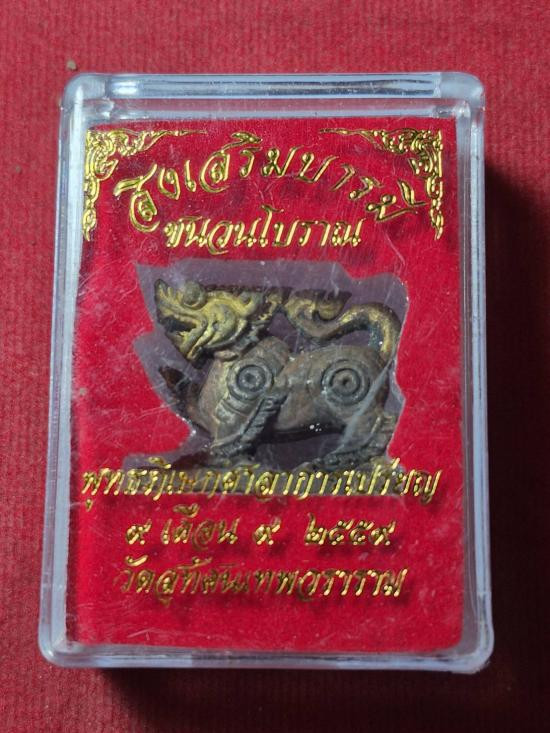 สิงเสริมบารมี
ชนวนโบราณ
พุทธภิเษกศาลาการเปรียญ
๙ เดือน ๙ ๒๕๕๙
วัดสุทัศนเทพวราราม